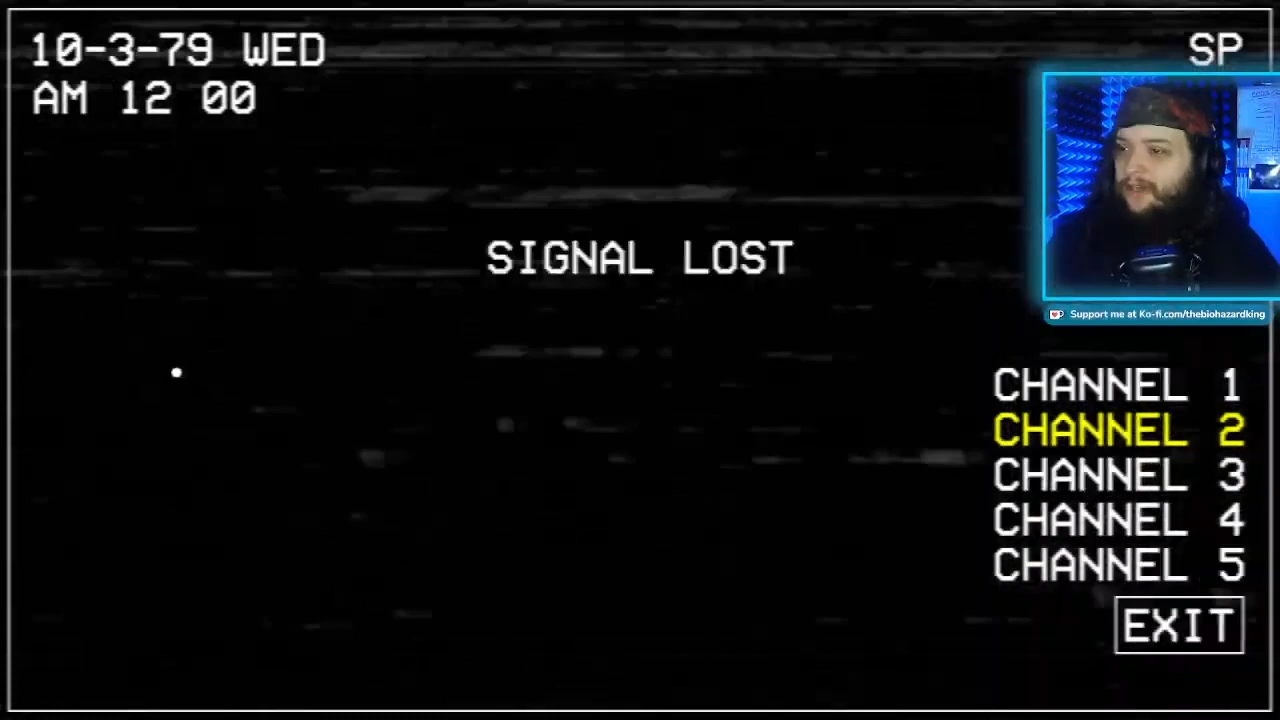 10-3-79 WED
SP
AM 12 00
SIGNAL LOST
Support me at Ko-fi.com/thebiohazardking
CHANNEL 1
CHANNEL 2
CHANNEL 3
CHANNEL 4
CHANNEL 5
EXIT